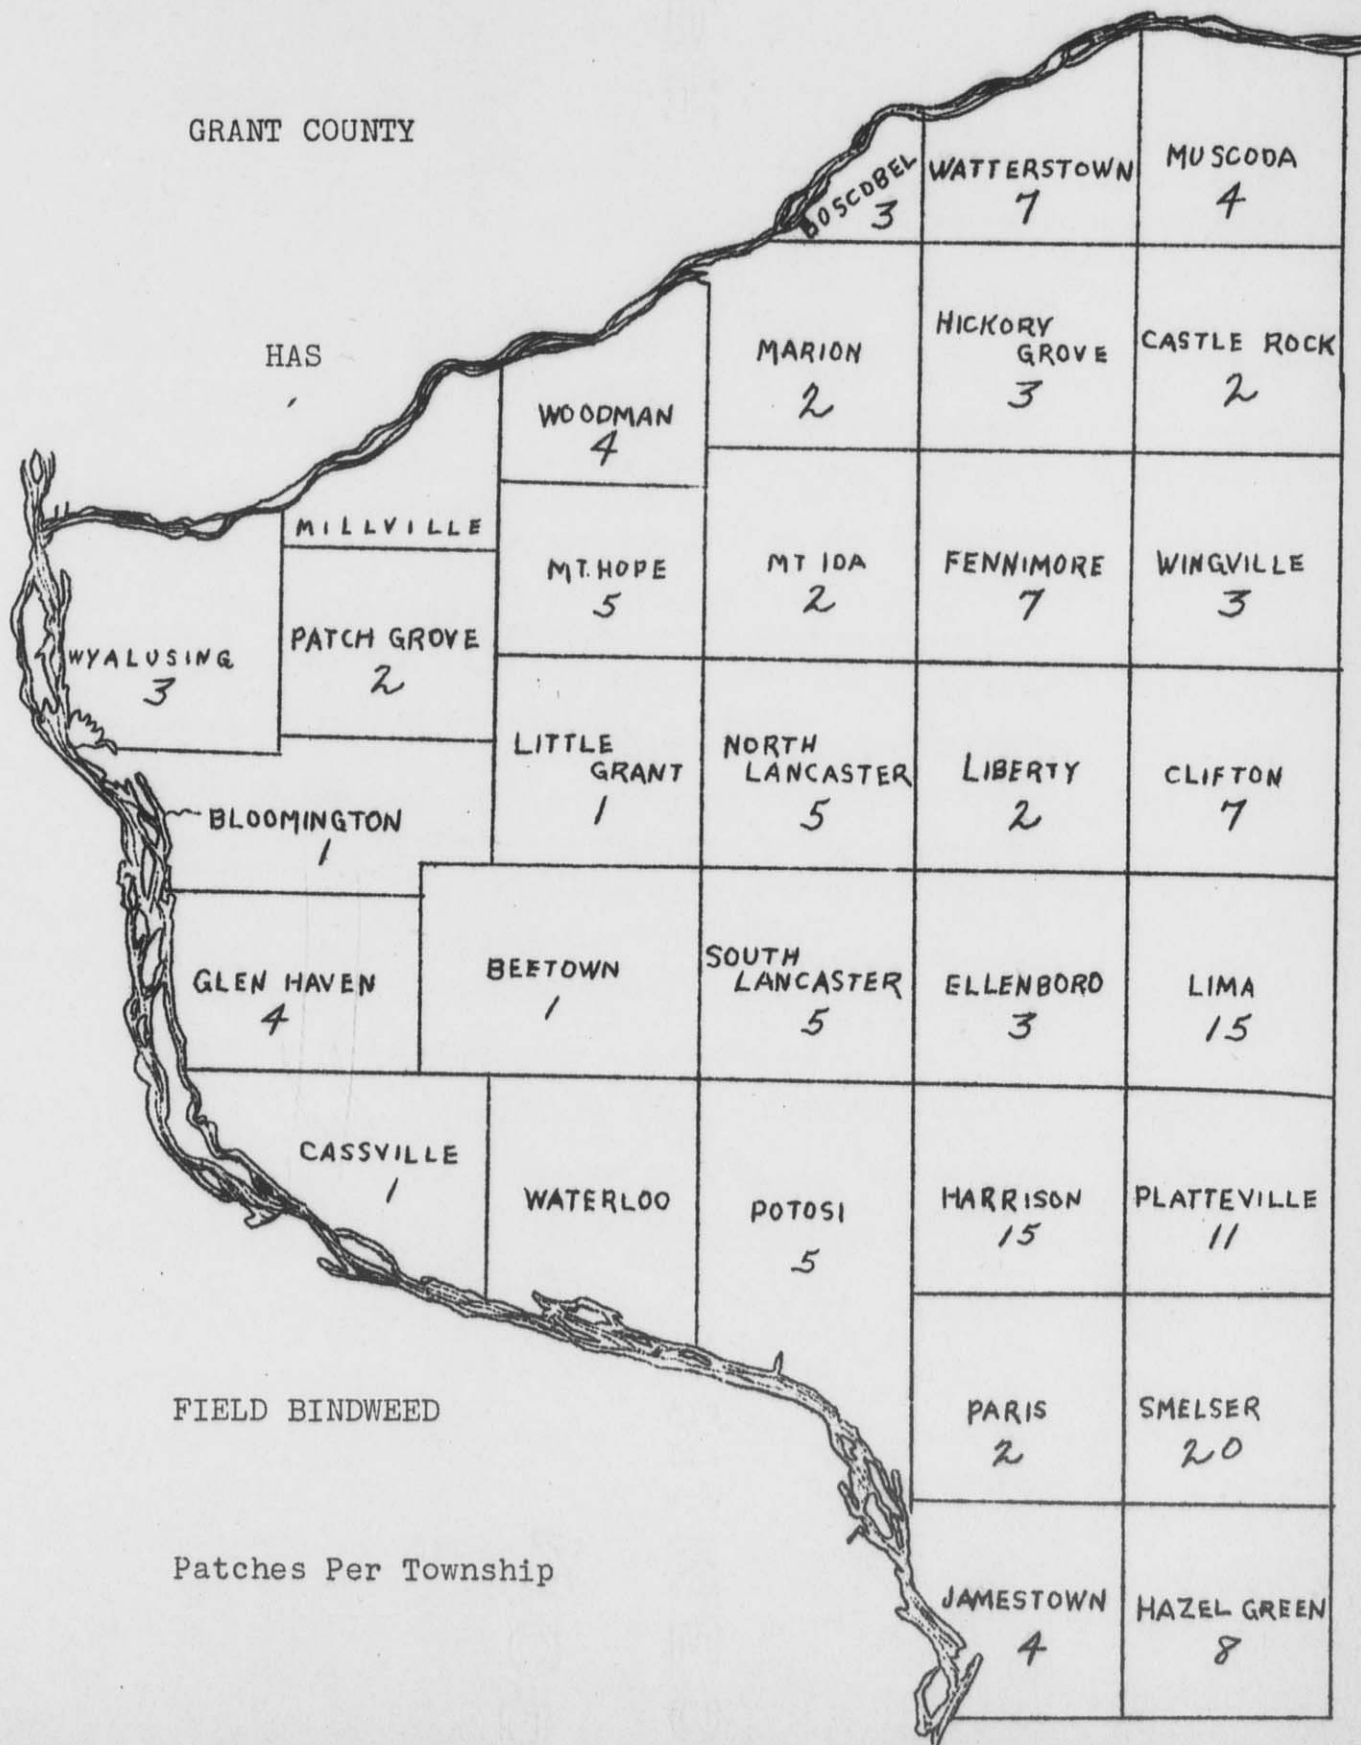 GRANT COUNTY
BOSCOBEL
3
WATTERSTOWN
7
MUSCODA
4
HAS
MARION
2
HICKORY
GROVE
3
CASTLE ROCK
2
WOODMAN
4
MILLVILLE
MT. HOPE
5
MT IDA
2
FENNIMORE
7
WINGVILLE
3
WYALUSING
3
PATCH GROVE
2
LITTLE
GRANT
1
NORTH
LANCASTER
5
LIBERTY
2
CLIFTON
7
BLOOMINGTON
1
GLEN HAVEN
4
BEETOWN
1
SOUTH
LANCASTER
5
ELLENBORO
3
LIMA
15
CASSVILLE
1
WATERLOO
POTOSI
5
HARRISON
15
PLATTEVILLE
11
FIELD BINDWEED
PARIS
2
SMELSER
20
Patches Per Township
JAMESTOWN
4
HAZEL GREEN
8